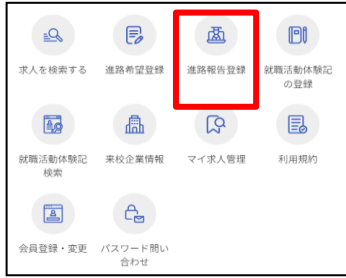 求人を検索する 進路希望登録 進路報告登録 就職活動体験記
の登録
就職活動体験記 来校企業情報 マイ求人管理 利用規約
検索
会員登録・変更 パスワード問い
合わせ